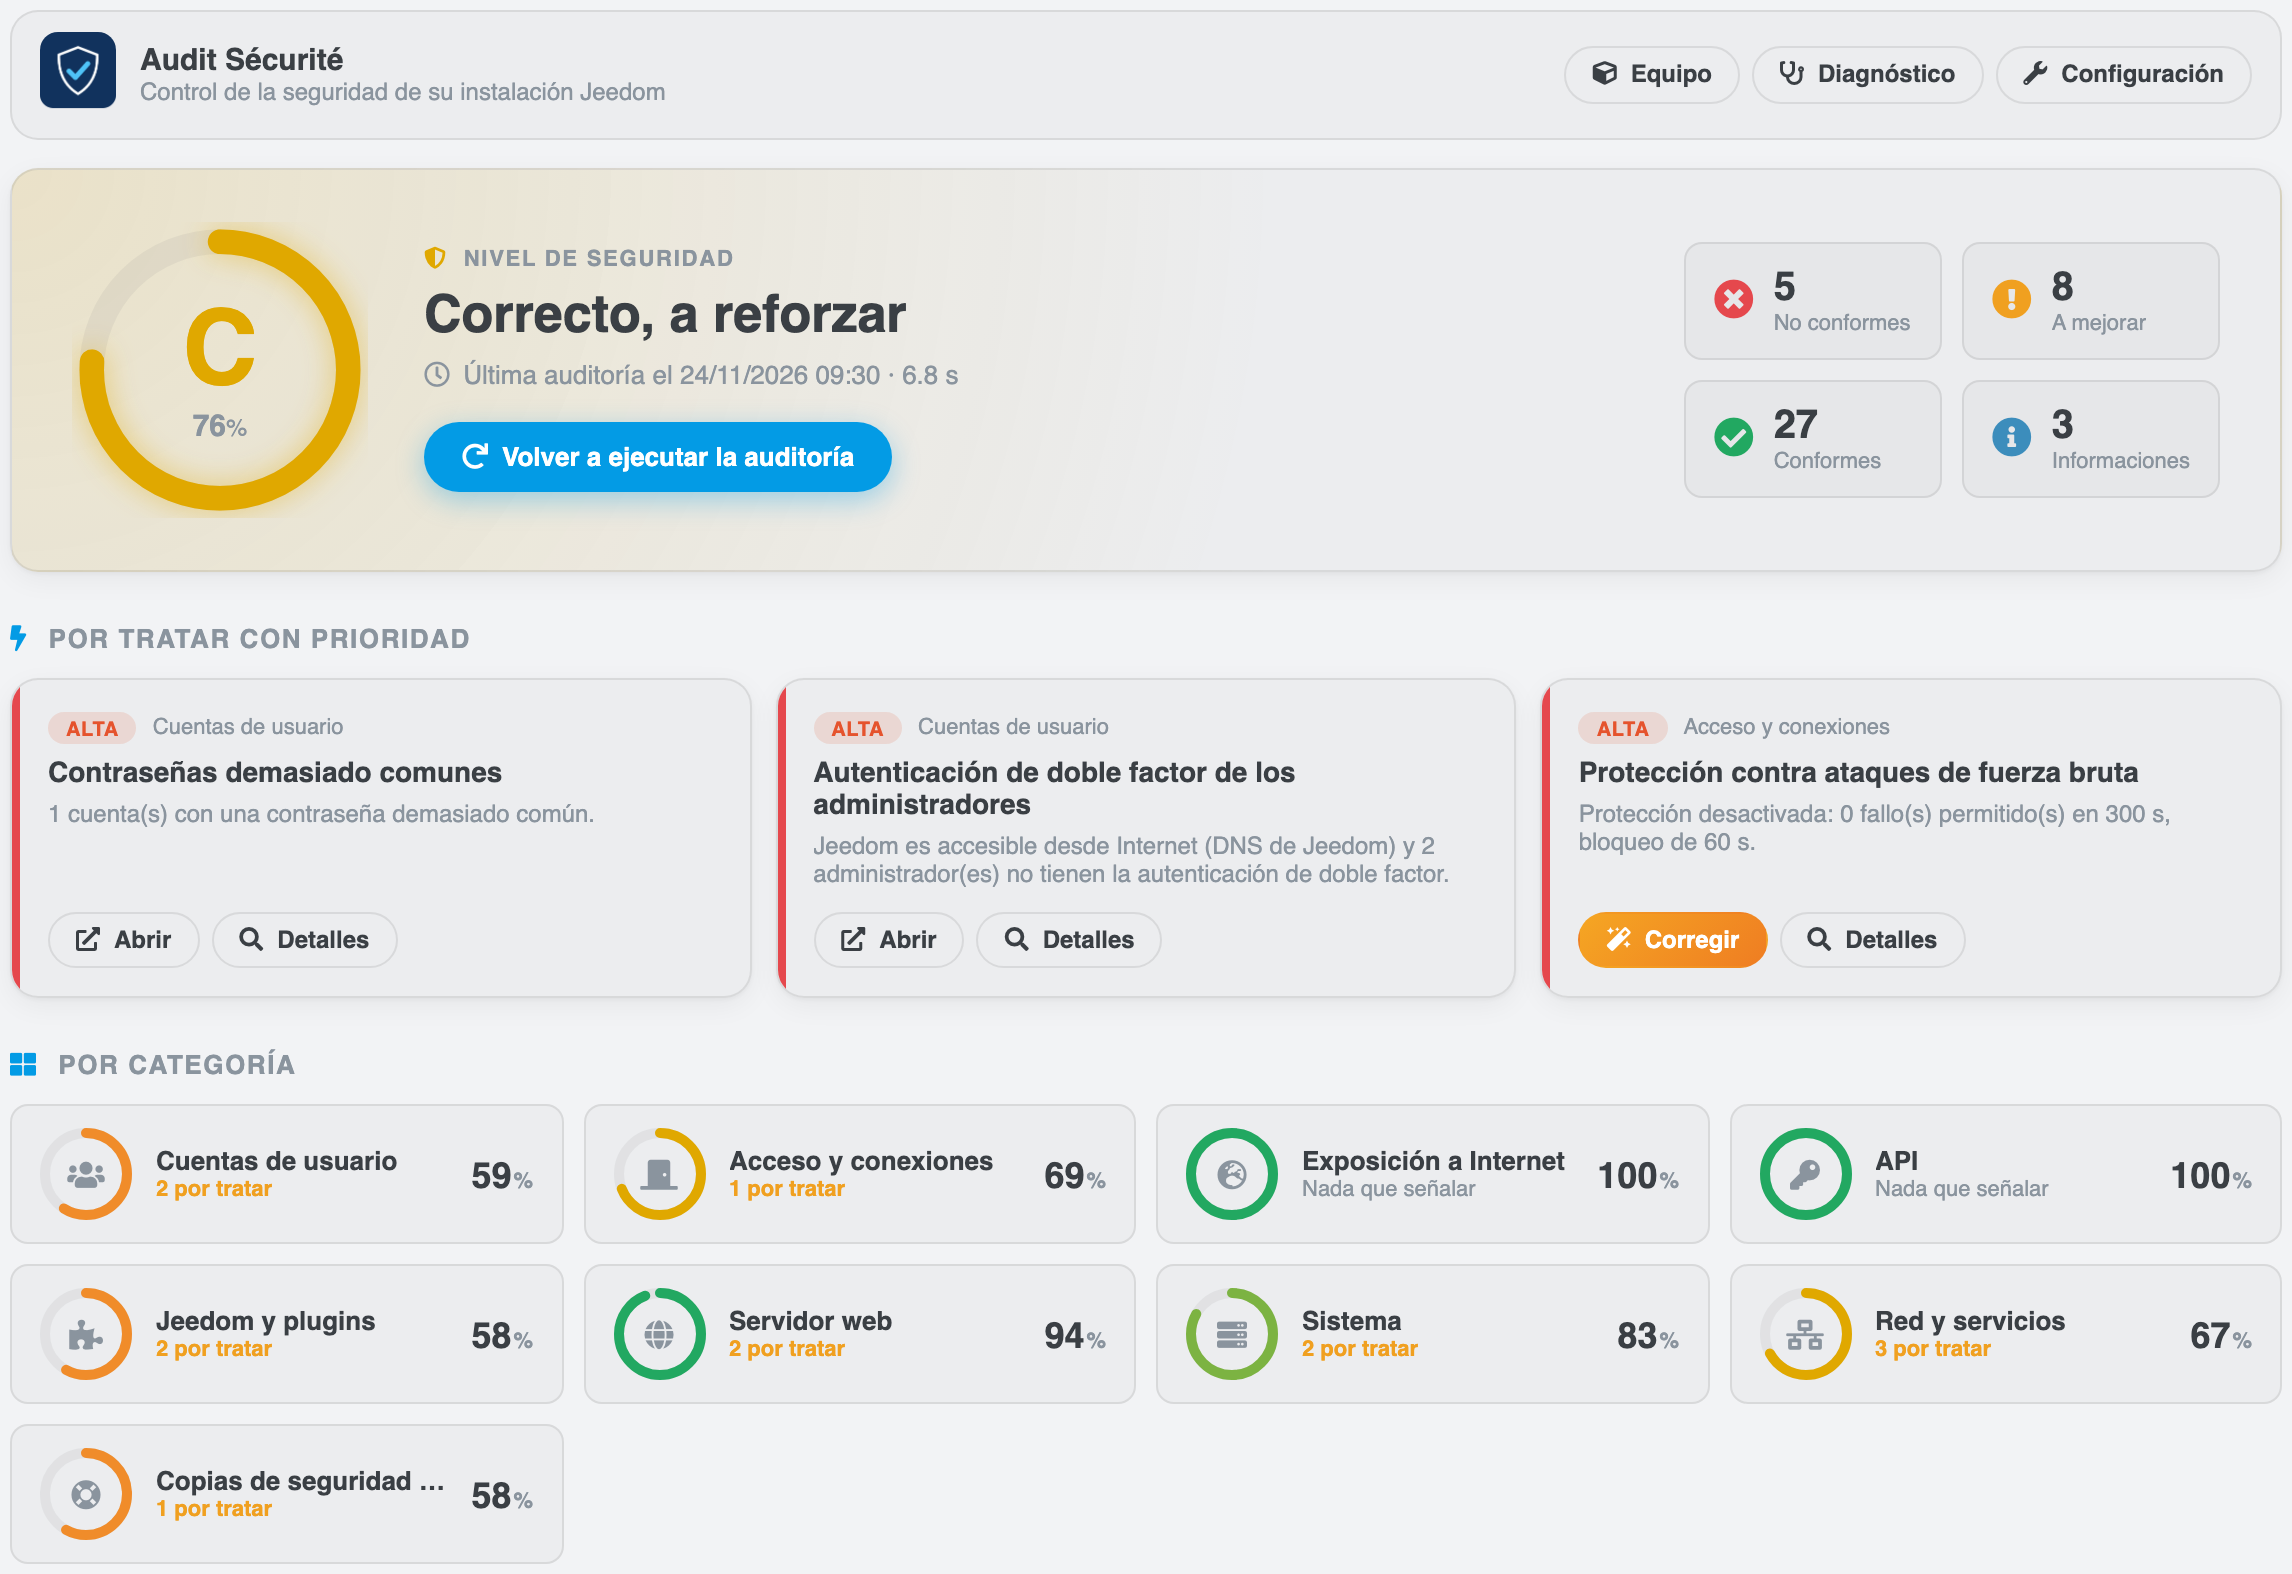 Audit Sécurité
Control de la seguridad de su instalación Jeedom
Equipo
Diagnóstico
Configuración
C
76%
NIVEL DE SEGURIDAD
Correcto, a reforzar
Última auditoría el 24/11/2026 09:30 · 6.8 s
Volver a ejecutar la auditoría
5
No conformes
8
A mejorar
27
Conformes
3
Informaciones
POR TRATAR CON PRIORIDAD
ALTA Cuentas de usuario
Contraseñas demasiado comunes
1 cuenta(s) con una contraseña demasiado común.
Abrir
Detalles
ALTA Cuentas de usuario
Autenticación de doble factor de los
administradores
Jeedom es accesible desde Internet (DNS de Jeedom) y 2
administrador(es) no tienen la autenticación de doble factor.
Abrir
Detalles
ALTA Acceso y conexiones
Protección contra ataques de fuerza bruta
Protección desactivada: 0 fallo(s) permitido(s) en 300 s,
bloqueo de 60 s.
Corregir
Detalles
POR CATEGORÍA
Cuentas de usuario
2 por tratar
59%
Acceso y conexiones
1 por tratar
69%
Exposición a Internet
Nada que señalar
100%
API
Nada que señalar
100%
Jeedom y plugins
2 por tratar
58%
Servidor web
2 por tratar
94%
Sistema
2 por tratar
83%
Red y servicios
3 por tratar
67%
Copias de seguridad ...
1 por tratar
58%